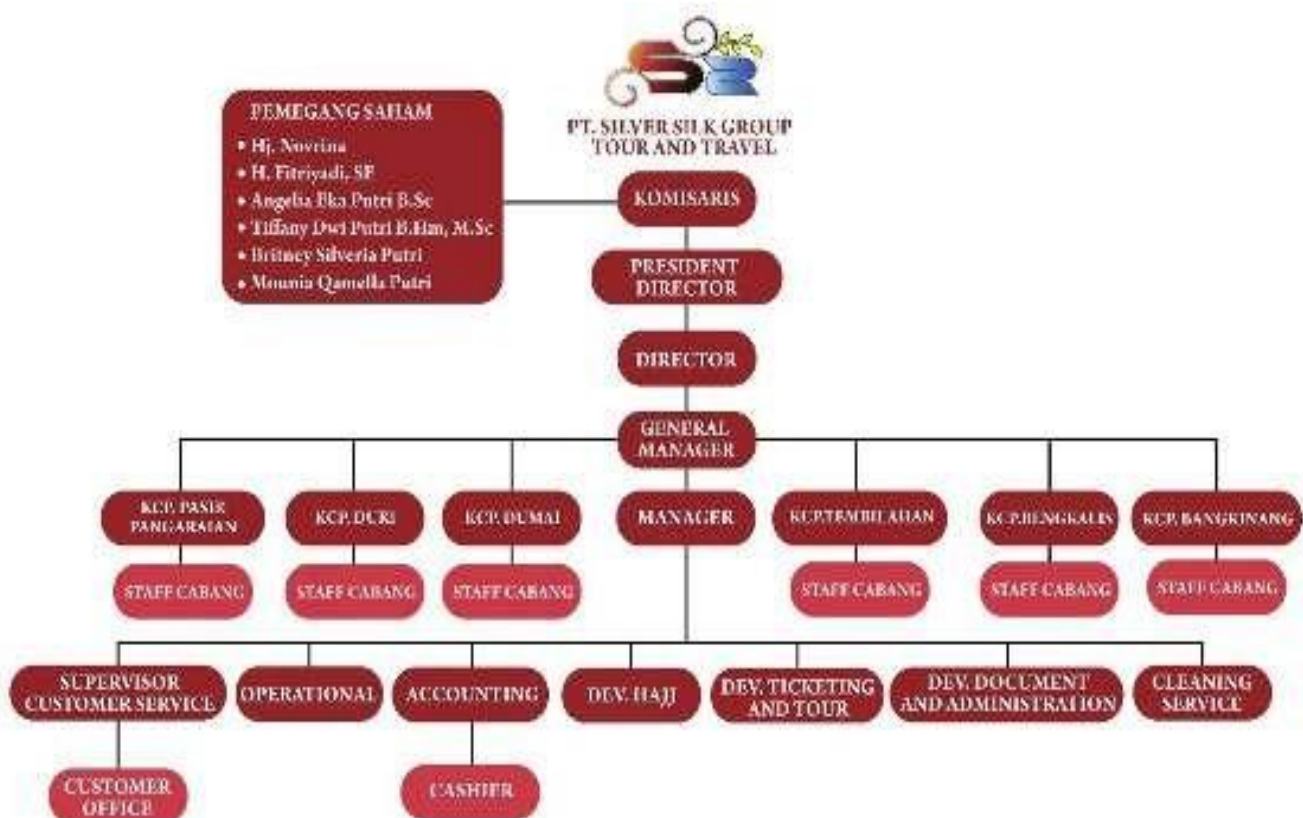 PT. SILVER SILK GROUP
TOUR AND TRAVEL
PEMEGANG SAHAM
• Hj. Novrina
• H. Fitriyadi, SE
• Angelia Eka Putri B.Sc
• Tiffany Dwi Putri B.Hm, M.Sc
• Britney Silveria Putri
• Mounia Qamella Putri
KOMISARIS
PRESIDENT
DIRECTOR
DIRECTOR
GENERAL
MANAGER
KCP. PASIR
PANGARAIAN
KCP. DURI
KCP. DUMAI
MANAGER
KCP.TEMBILAHAN
KCP.BENGKALIS
KCP. BANGKINANG
STAFF CABANG
STAFF CABANG
STAFF CABANG
STAFF CABANG
STAFF CABANG
STAFF CABANG
SUPERVISOR
CUSTOMER SERVICE
OPERATIONAL
ACCOUNTING
DEV. HAJJ
DEV. TICKETING
AND TOUR
DEV. DOCUMENT
AND ADMINISTRATION
CLEANING
SERVICE
CUSTOMER
OFFICE
CASHIER